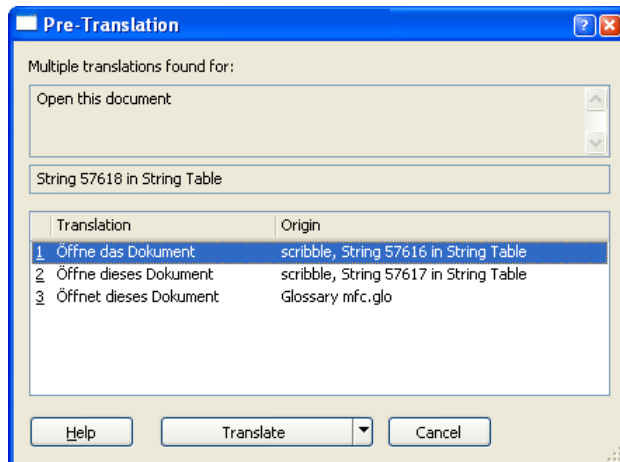 Pre-Translation
Multiple translations found for:
Open this document
String 57618 in String Table
Translation Origin
1 Öffne das Dokument scribble, String 57616 in String Table
2 Öffne dieses Dokument scribble, String 57617 in String Table
3 Öffnet dieses Dokument Glossary mfc.glo
Help Translate Cancel